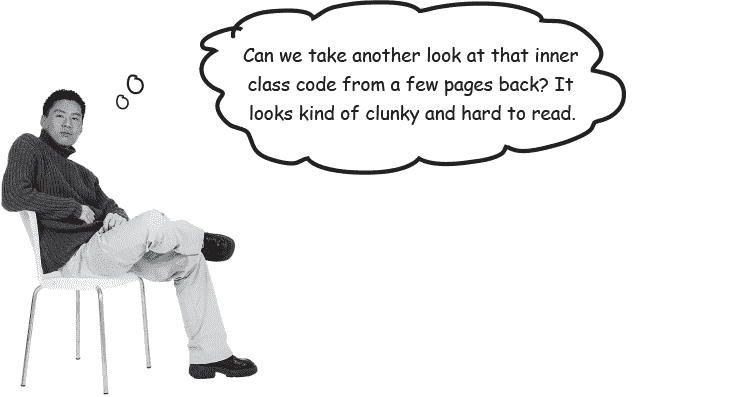 Can we take another look at that inner
class code from a few pages back? It
looks kind of clunky and hard to read.